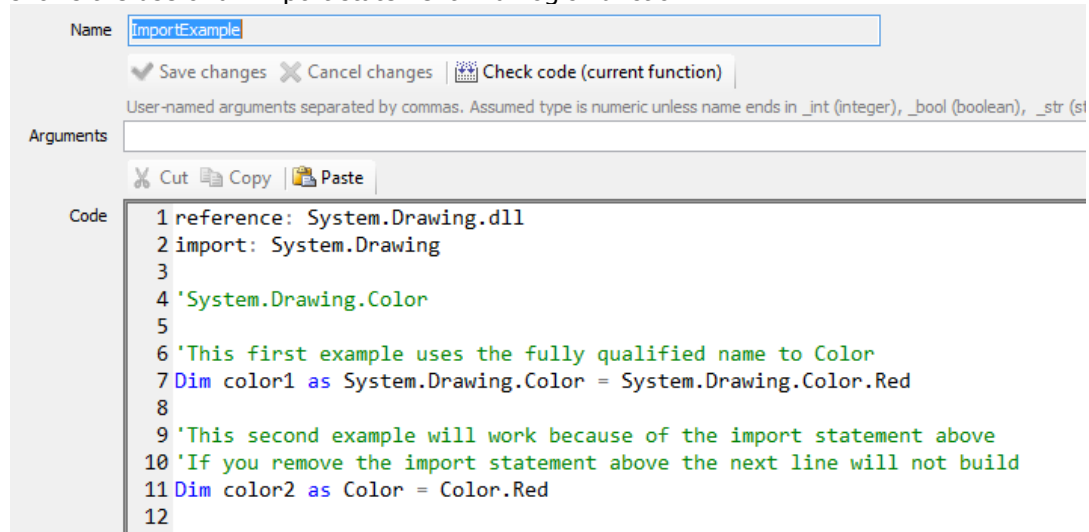 Name ImportExample
Save changes Cancel changes Check code (current function)
User-named arguments separated by commas. Assumed type is numeric unless name ends in _int (integer), _bool (boolean), _str (st
Arguments
Cut Copy Paste
Code
1 reference: System.Drawing.dll
2 import: System.Drawing
3
4 'System.Drawing.Color
5
6 'This first example uses the fully qualified name to Color
7 Dim color1 as System.Drawing.Color = System.Drawing.Color.Red
8
9 'This second example will work because of the import statement above
10 'If you remove the import statement above the next line will not build
11 Dim color2 as Color = Color.Red
12